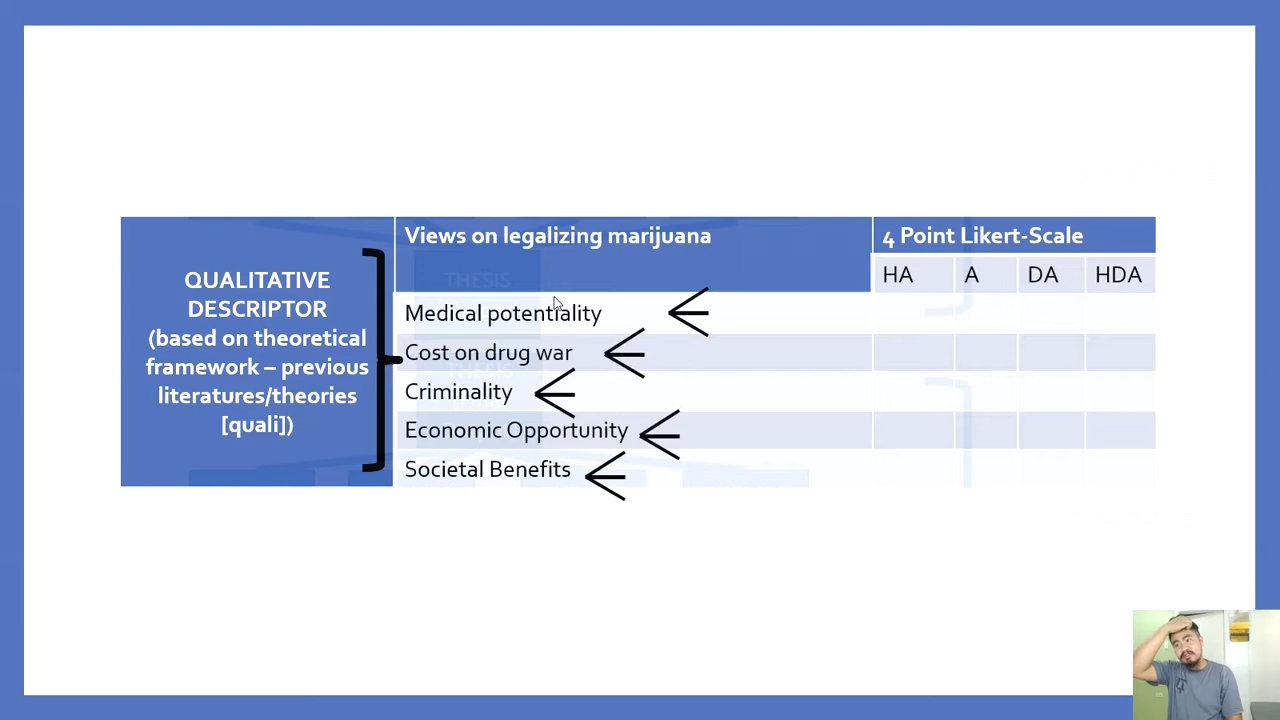 QUALITATIVE
DESCRIPTOR
(based on theoretical
framework – previous
literatures/theories
[quali])
Views on legalizing marijuana
4 Point Likert-Scale
HA A DA HDA
THESIS
Medical potentiality
Cost on drug war
Criminality
Economic Opportunity
Societal Benefits